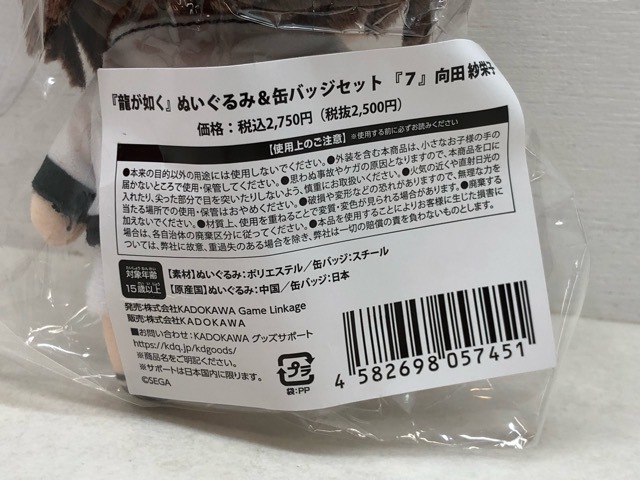 『龍が如く』ぬいぐるみ&缶バッジセット 『7』向田 紗栄子
価格:税込2,750円(税抜2,500円)
【使用上のご注意】※使用する前に必ずお読みください
●本来の目的以外の用途には使用しないでください。●外装を含む本商品は、小さなお子様の手の
届かないところで使用・保管してください。●思わぬ事故やケガの原因となりますので、本商品を口に
入れたり、尖った部分で目を突いたりしないよう、慎重にお取扱いください。●火気の近くや直射日光の
当たる場所での使用・保管はおやめください。●破損や変形などの恐れがありますので、無理な力を
加えないでください。●材質上、使用を重ねることで変質・変色が見られる場合があります。●廃棄する
場合は、各自治体の廃棄区分に従ってください。●本品を使用することによりお客様に生じた損害に
ついては、弊社に故意、重過失のある場合を除き、弊社は一切の賠償の責を負わないものとします。
対象年齢
15歳以上
【素材】ぬいぐるみ:ポリエステル/缶バッジ:スチール
【原産国】ぬいぐるみ:中国/缶バッジ:日本
発売:株式会社KADOKAWA Game Linkage
販売:株式会社KADOKAWA
■お問い合わせ:KADOKAWA グッズサポート
https://kdq.jp/kdgoods/
※商品名をご明記ください。
※サポートは日本国内に限ります。
©SEGA
プラ
袋:PP
4 582698 057451